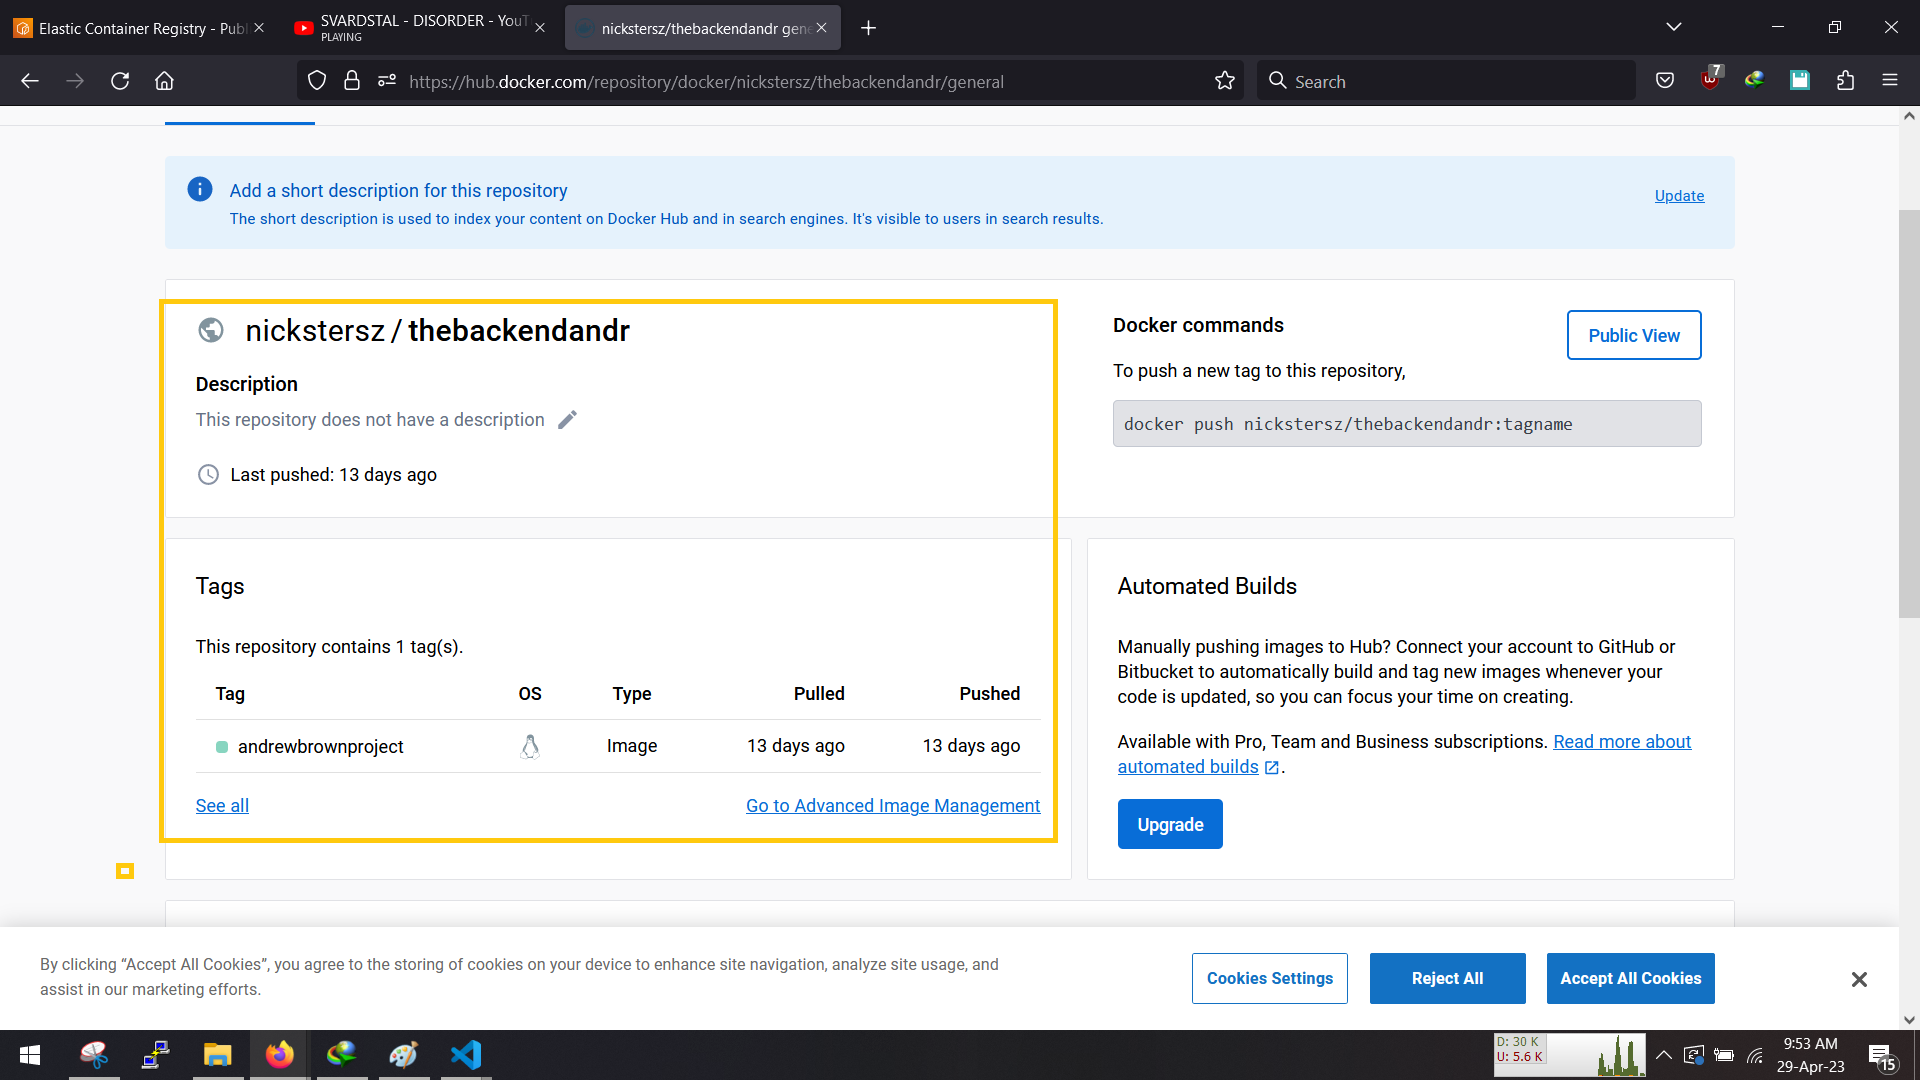 Elastic Container Registry - Publ
SVARDSTAL - DISORDER - YouT
PLAYING
nickstersz/thebackendandr gene
https://hub.docker.com/repository/docker/nickstersz/thebackendandr/general
Search
7
Add a short description for this repository
The short description is used to index your content on Docker Hub and in search engines. It's visible to users in search results.
Update
nickstersz / thebackendandr
Description
This repository does not have a description
Last pushed: 13 days ago
Docker commands
Public View
To push a new tag to this repository,
docker push nickstersz/thebackendandr:tagname
Tags
This repository contains 1 tag(s).
Tag OS Type Pulled Pushed
andrewbrownproject Image 13 days ago 13 days ago
See all
Go to Advanced Image Management
Automated Builds
Manually pushing images to Hub? Connect your account to GitHub or
Bitbucket to automatically build and tag new images whenever your
code is updated, so you can focus your time on creating.
Available with Pro, Team and Business subscriptions. Read more about
automated builds .
Upgrade
By clicking “Accept All Cookies”, you agree to the storing of cookies on your device to enhance site navigation, analyze site usage, and
assist in our marketing efforts.
Cookies Settings
Reject All
Accept All Cookies
D: 30 K
U: 5.6 K
9:53 AM
29-Apr-23
15